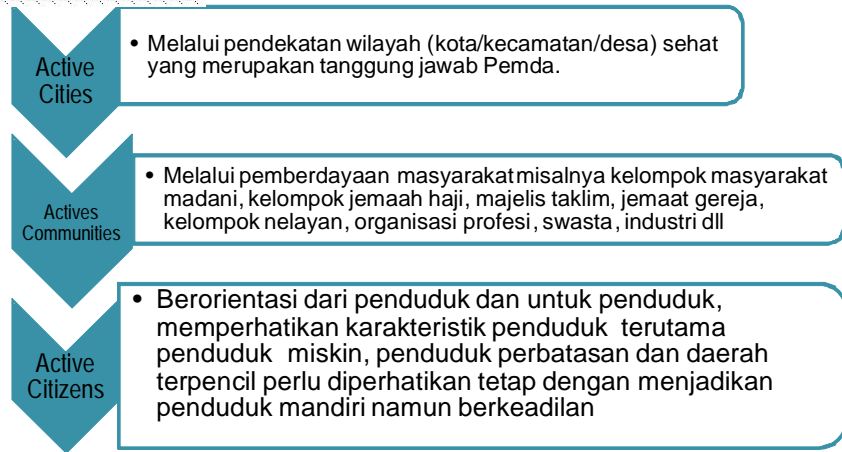 Active
Cities
• Melalui pendekatan wilayah (kota/kecamatan/desa) sehat
yang merupakan tanggung jawab Pemda.
Actives
Communities
• Melalui pemberdayaan masyarakat misalnya kelompok masyarakat
madani, kelompok jemaah haji, majelis taklim, jemaat gereja,
kelompok nelayan, organisasi profesi, swasta, industri dll
Active
Citizens
• Berorientasi dari penduduk dan untuk penduduk,
memperhatikan karakteristik penduduk terutama
penduduk miskin, penduduk perbatasan dan daerah
terpencil perlu diperhatikan tetap dengan menjadikan
penduduk mandiri namun berkeadilan